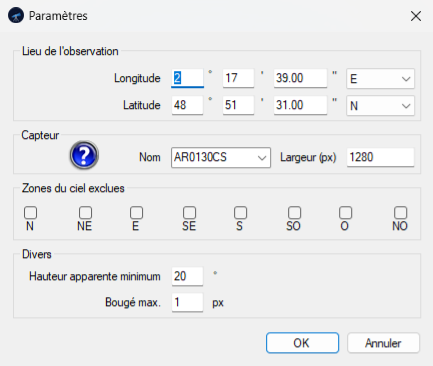 Paramètres
Lieu de l'observation
Longitude 2 ° 17 ' 39.00 " E
Latitude 48 ° 51 ' 31.00 " N
Capteur
? Nom AR0130CS Largeur (px) 1280
Zones du ciel exclues
N NE E SE S SO O NO
Divers
Hauteur apparente minimum 20 °
Bougé max. 1 px
OK Annuler